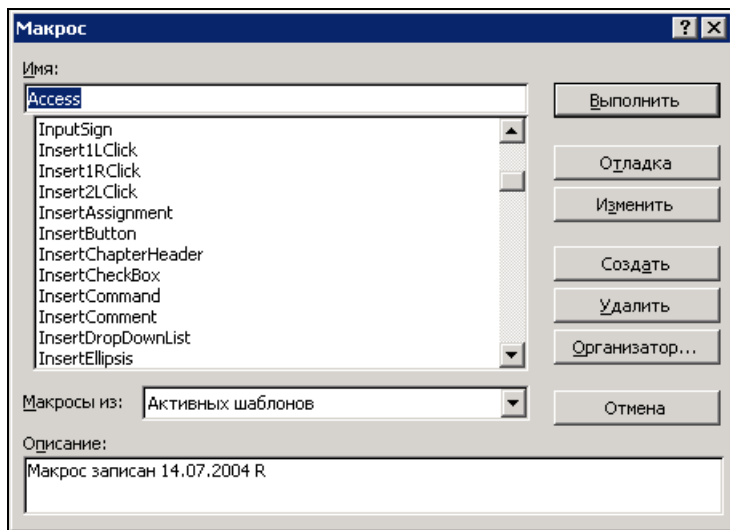 Макрос
Имя:
Access
Выполнить
InputSign
Insert1LClick
Insert1RClick
Insert2LClick
InsertAssignment
InsertButton
InsertChapterHeader
InsertCheckBox
InsertCommand
InsertComment
InsertDropDownList
InsertEllipsis
Отладка
Изменить
Создать
Удалить
Организатор...
Макросы из: Активных шаблонов
Отмена
Описание:
Макрос записан 14.07.2004 R